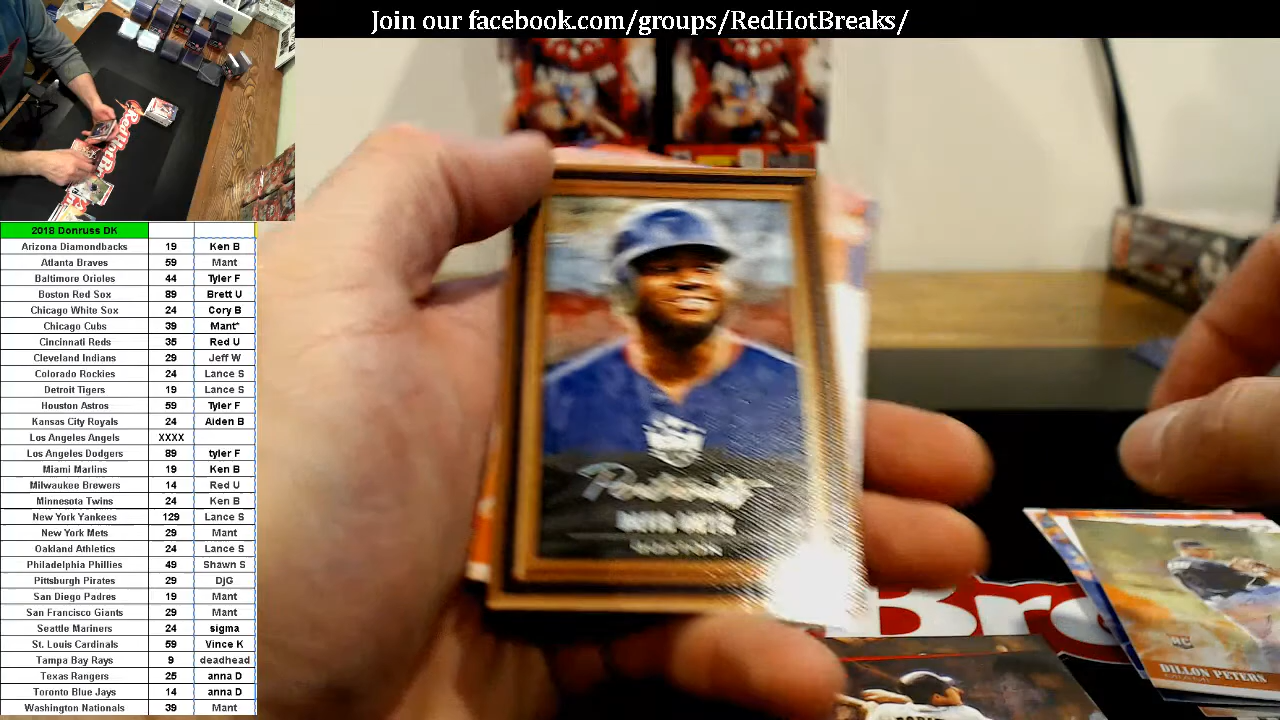 Join our facebook.com/groups/RedHotBreaks/
2018 Donruss DK
Arizona Diamondbacks 19 Ken B
Atlanta Braves 59 Mant
Baltimore Orioles 44 Tyler F
Boston Red Sox 89 Brett U
Chicago White Sox 24 Cory B
Chicago Cubs 39 Mant*
Cincinnati Reds 35 Red U
Cleveland Indians 29 Jeff W
Colorado Rockies 24 Lance S
Detroit Tigers 19 Lance S
Houston Astros 59 Tyler F
Kansas City Royals 24 Aiden B
Los Angeles Angels XXXX
Los Angeles Dodgers 89 tyler F
Miami Marlins 19 Ken B
Milwaukee Brewers 14 Red U
Minnesota Twins 24 Ken B
New York Yankees 129 Lance S
New York Mets 29 Mant
Oakland Athletics 24 Lance S
Philadelphia Phillies 49 Shawn S
Pittsburgh Pirates 29 DjG
San Diego Padres 19 Mant
San Francisco Giants 29 Mant
Seattle Mariners 24 sigma
St. Louis Cardinals 59 Vince K
Tampa Bay Rays 9 deadhead
Texas Rangers 25 anna D
Toronto Blue Jays 14 anna D
Washington Nationals 39 Mant
BOSTON
RC
DILLON PETERS